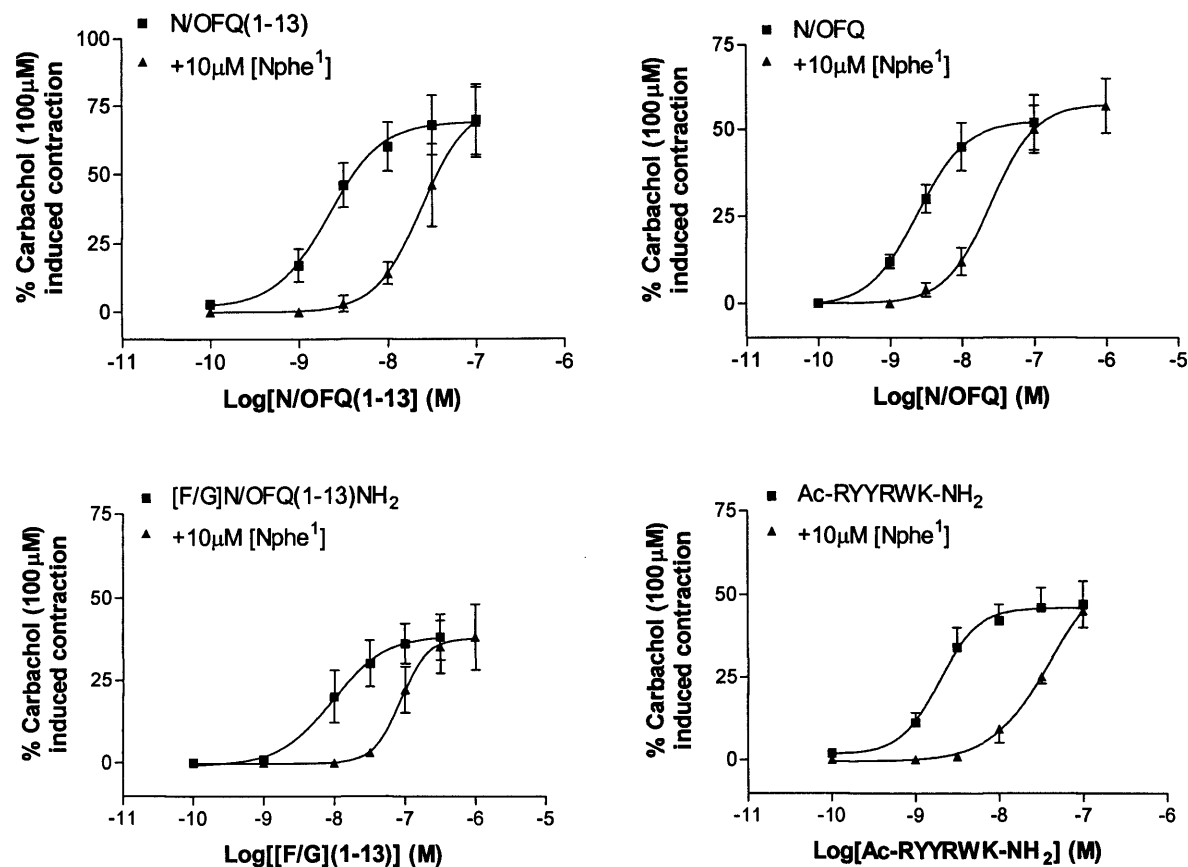 ■ N/OFQ(1-13)
▲ +10μM [Nphe¹]
% Carbachol (100μM)
induced contraction
100
75
50
25
0
-11 -10 -9 -8 -7 -6
Log[N/OFQ(1-13] (M)
■ N/OFQ
▲ +10μM [Nphe¹]
% Carbachol (100μM)
induced contraction
75
50
25
0
-11 -10 -9 -8 -7 -6 -5
Log[N/OFQ] (M)
■ [F/G]N/OFQ(1-13)NH₂
▲ +10μM [Nphe¹]
% Carbachol (100μM)
induced contraction
75
50
25
0
-11 -10 -9 -8 -7 -6 -5
Log[[F/G](1-13)] (M)
■ Ac-RYYRWK-NH₂
▲ +10μM [Nphe¹]
% Carbachol (100μM)
induced contraction
75
50
25
0
-11 -10 -9 -8 -7 -6
Log[Ac-RYYRWK-NH₂] (M)